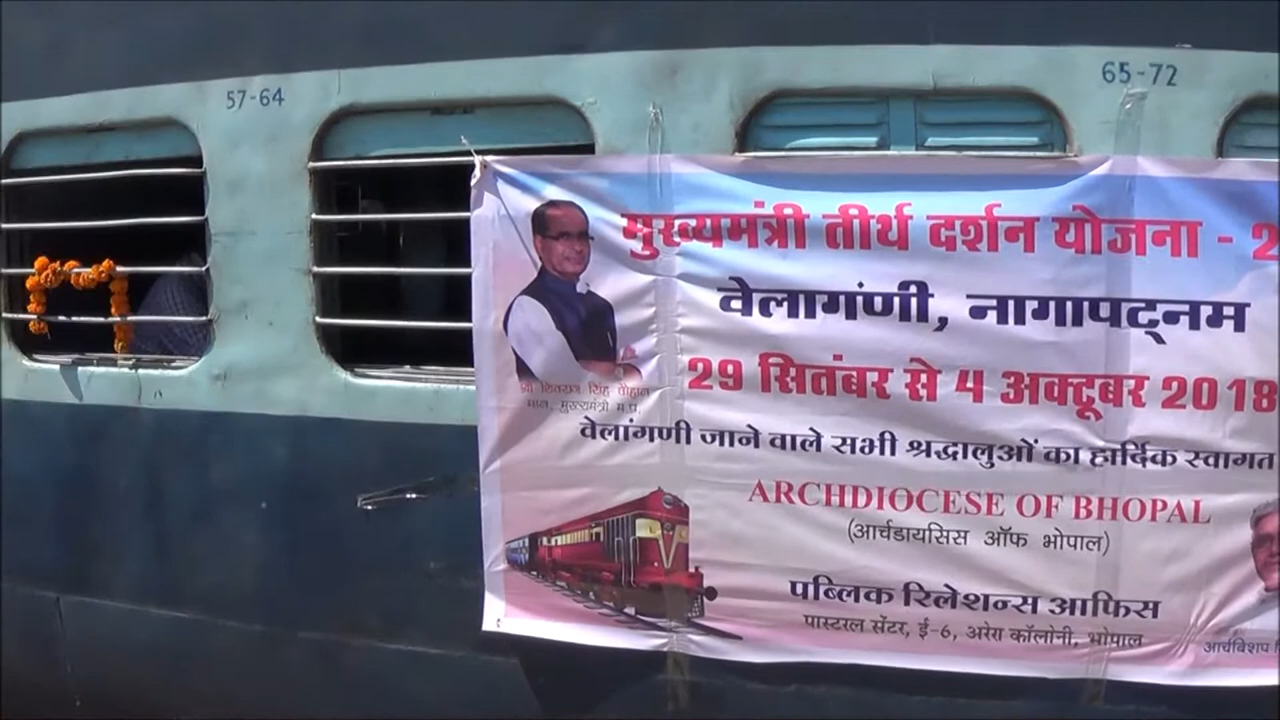 57-64
65-72
मुख्यमंत्री तीर्थ दर्शन योजना - 2
वेलागंणी, नागापट्नम
29 सितंबर से 4 अक्टूबर 2018
श्री शिवराज सिंह चौहान
मान. मुख्यमंत्री म.प्र.
वेलांगणी जाने वाले सभी श्रद्धालुओं का हार्दिक स्वागत
ARCHDIOCESE OF BHOPAL
(आर्चडायसिस ऑफ भोपाल)
पब्लिक रिलेशन्स आफिस
पास्टरल सेंटर, ई-6, अरेरा कॉलोनी, भोपाल
आर्चबिशप